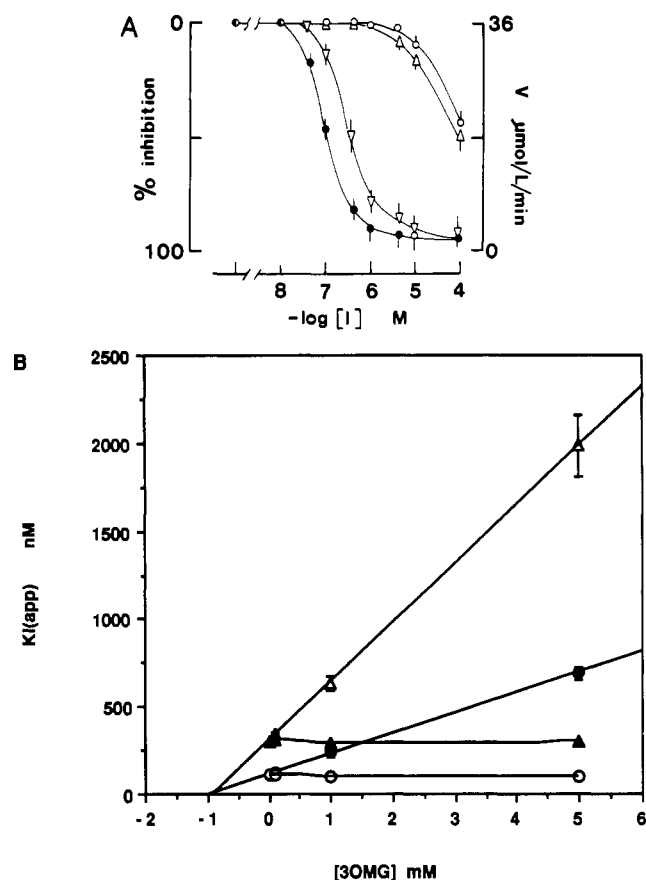 A
0
36
% inhibition
V μmol/L/min
100
0
8 7 6 5 4
-log [I] M
B
2500
2000
1500
1000
500
0
Ki(app) nM
-2 -1 0 1 2 3 4 5 6
[3OMG] mM